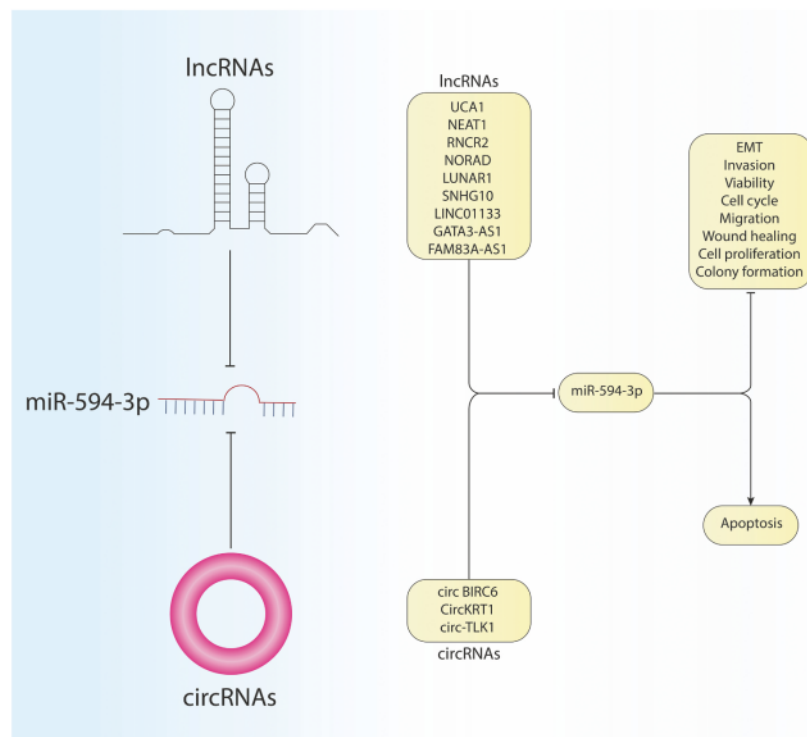 lncRNAs
miR-594-3p
circRNAs
lncRNAs
UCA1
NEAT1
RNCR2
NORAD
LUNAR1
SNHG10
LINC01133
GATA3-AS1
FAM83A-AS1
miR-594-3p
EMT
Invasion
Viability
Cell cycle
Migration
Wound healing
Cell proliferation
Colony formation
Apoptosis
circ BIRC6
CircKRT1
circ-TLK1
circRNAs